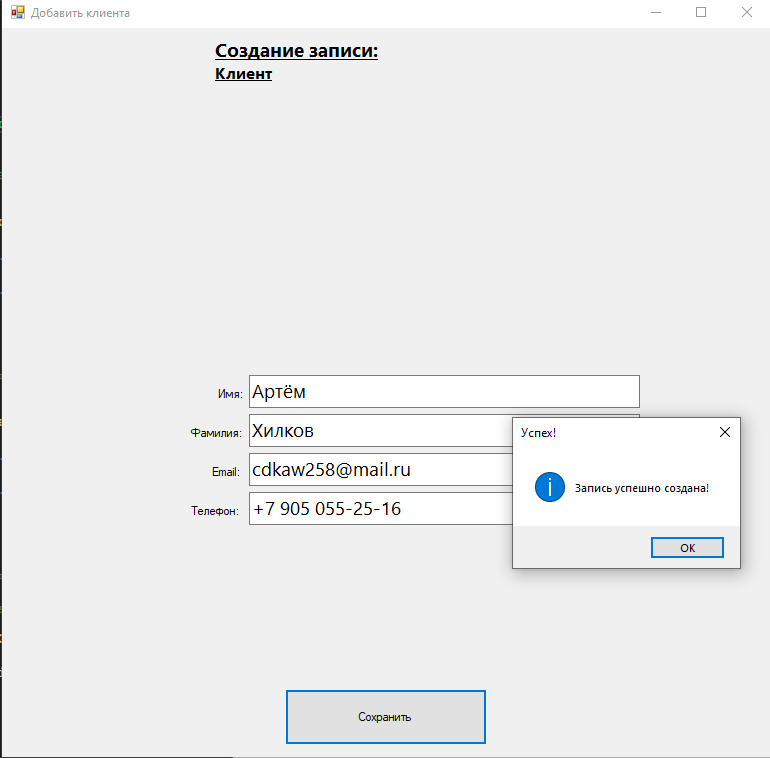 Добавить клиента
Создание записи:
Клиент
Имя: Артём
Фамилия: Хилков
Email: cdkaw258@mail.ru
Телефон: +7 905 055-25-16
Успех!
Запись успешно создана!
OK
Сохранить